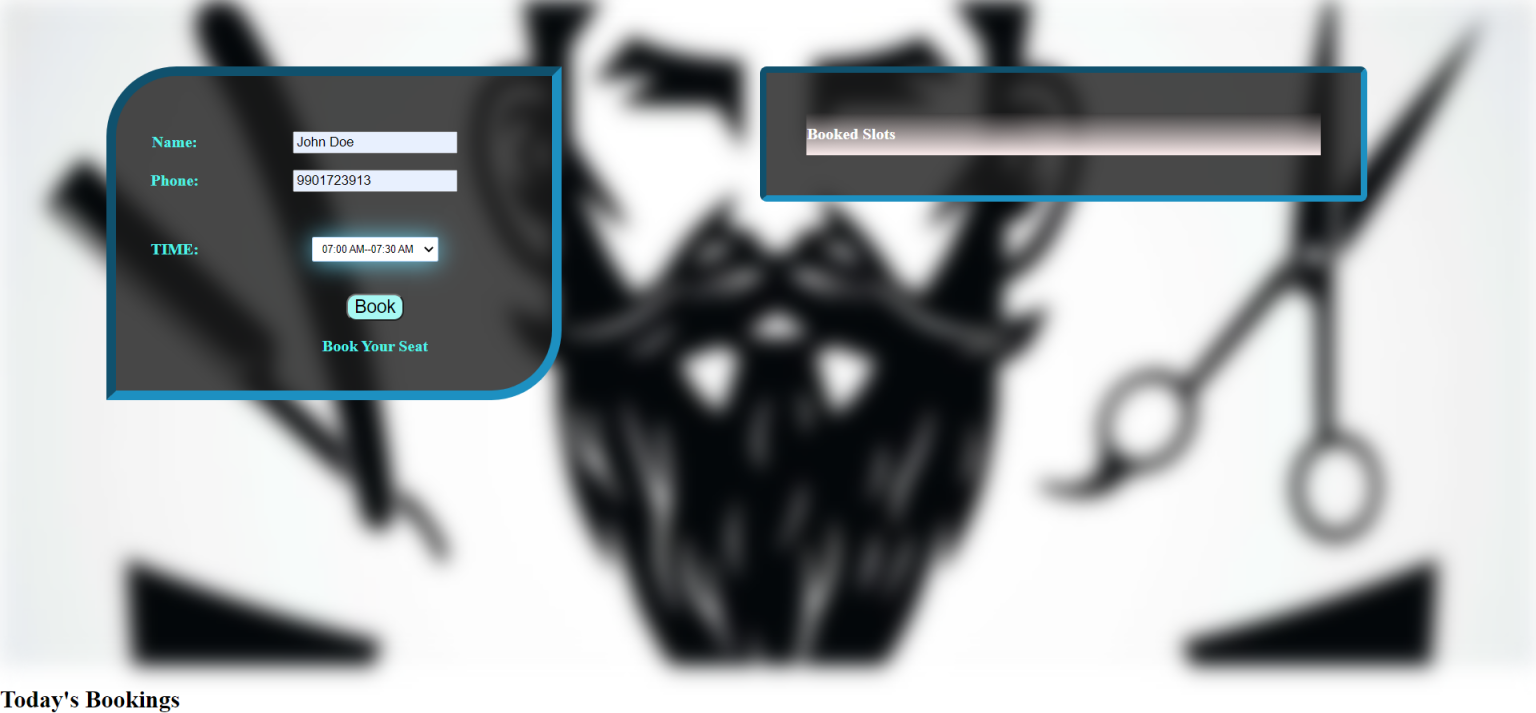 Name: John Doe
Phone: 9901723913
TIME: 07:00 AM--07:30 AM
Book
Book Your Seat
Booked Slots
Today's Bookings